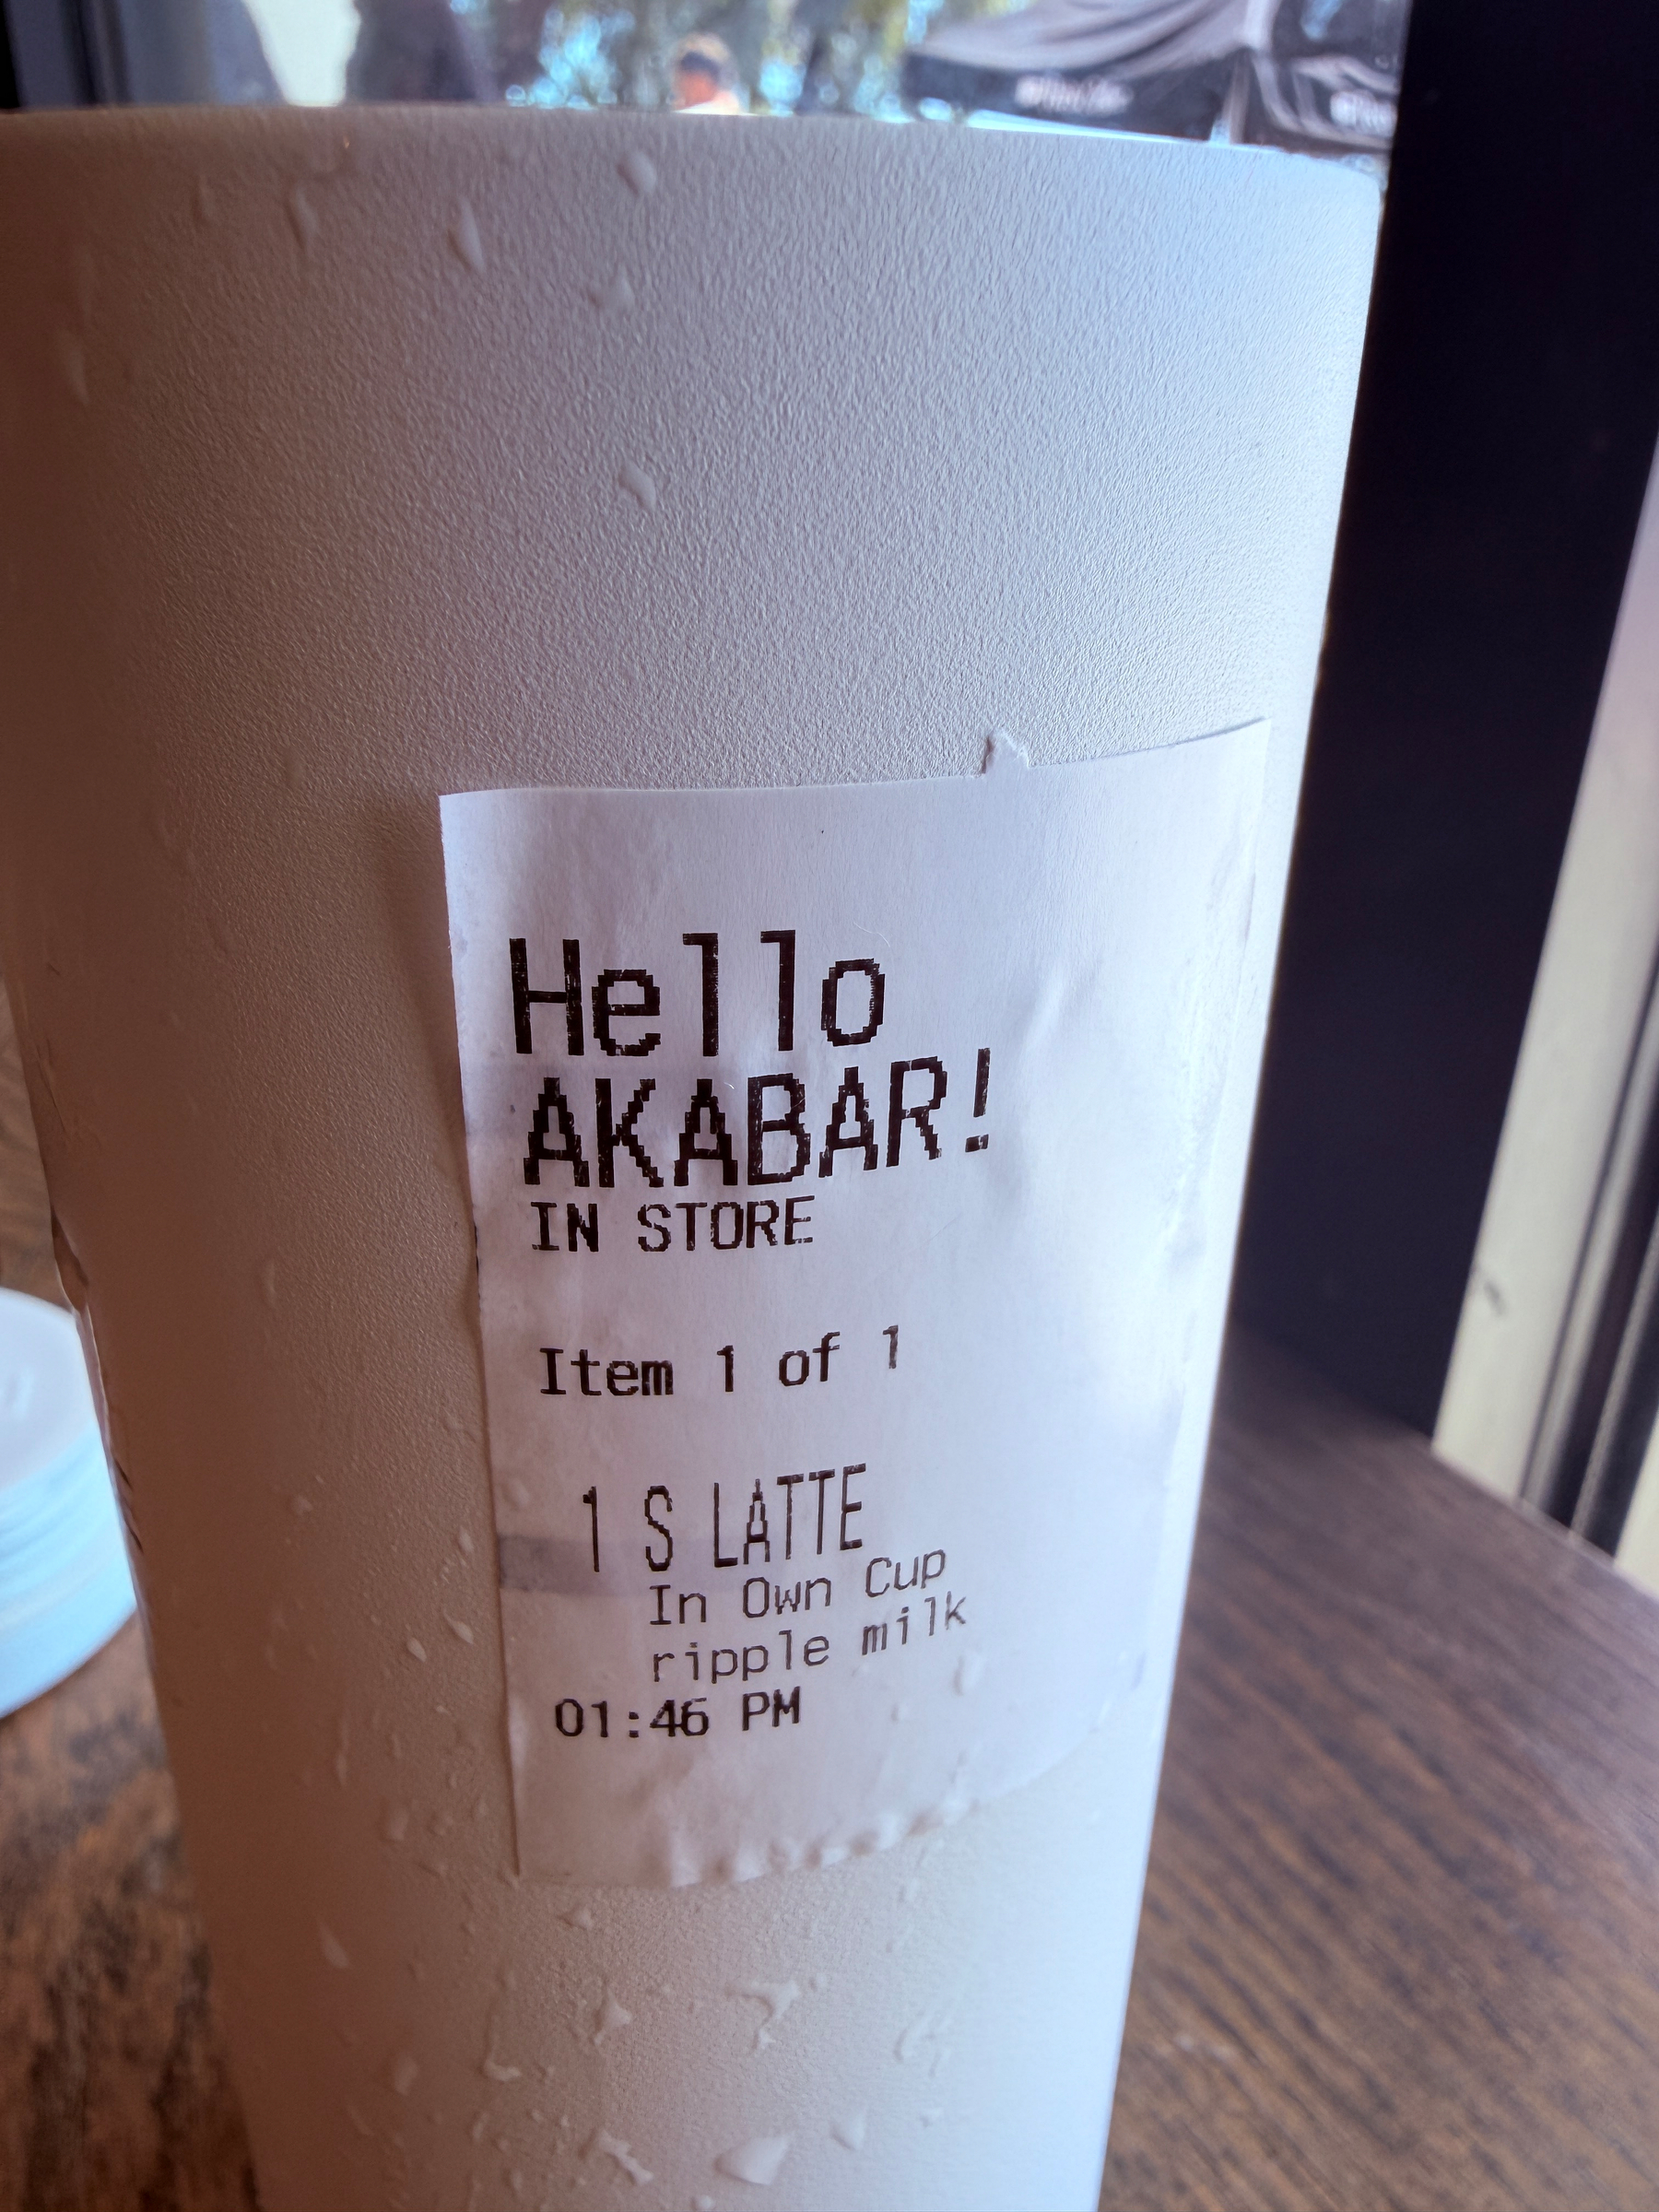 Hello
AKABAR!
IN STORE
Item 1 of 1
1 S LATTE
In Own Cup
ripple milk
01:46 PM